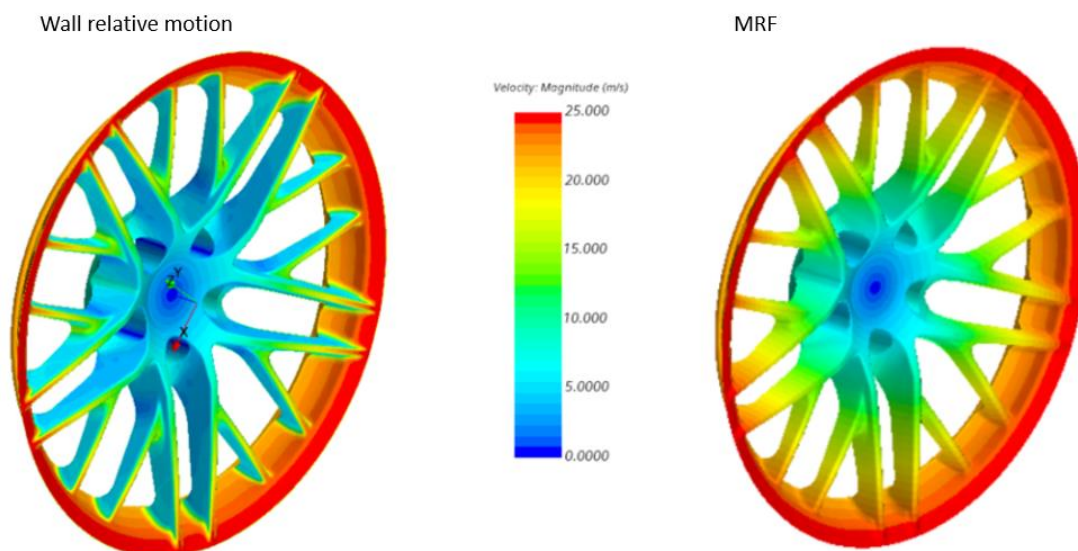 Wall relative motion
MRF
Velocity: Magnitude (m/s)
25.000
20.000
15.000
10.000
5.0000
0.0000
Y
X